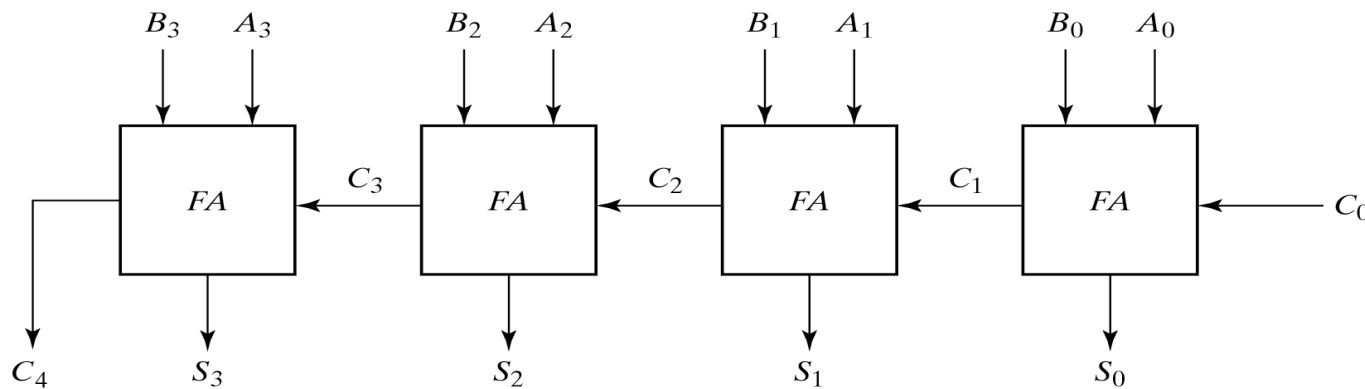 B₃ A₃ B₂ A₂ B₁ A₁ B₀ A₀
C₃ C₂ C₁
FA FA FA FA C₀
C₄ S₃ S₂ S₁ S₀